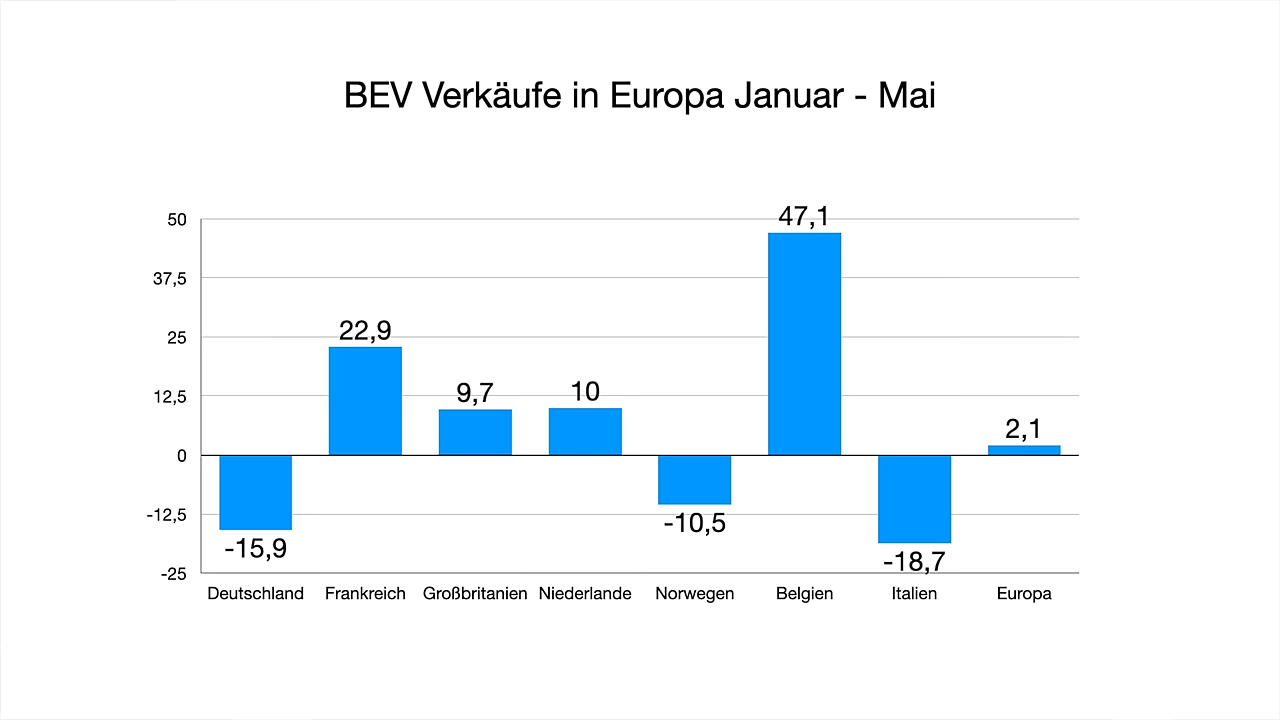 BEV Verkäufe in Europa Januar - Mai
50
37,5
25
12,5
0
-12,5
-25
-15,9
22,9
9,7
10
-10,5
47,1
-18,7
2,1
Deutschland
Frankreich
Großbritanien
Niederlande
Norwegen
Belgien
Italien
Europa